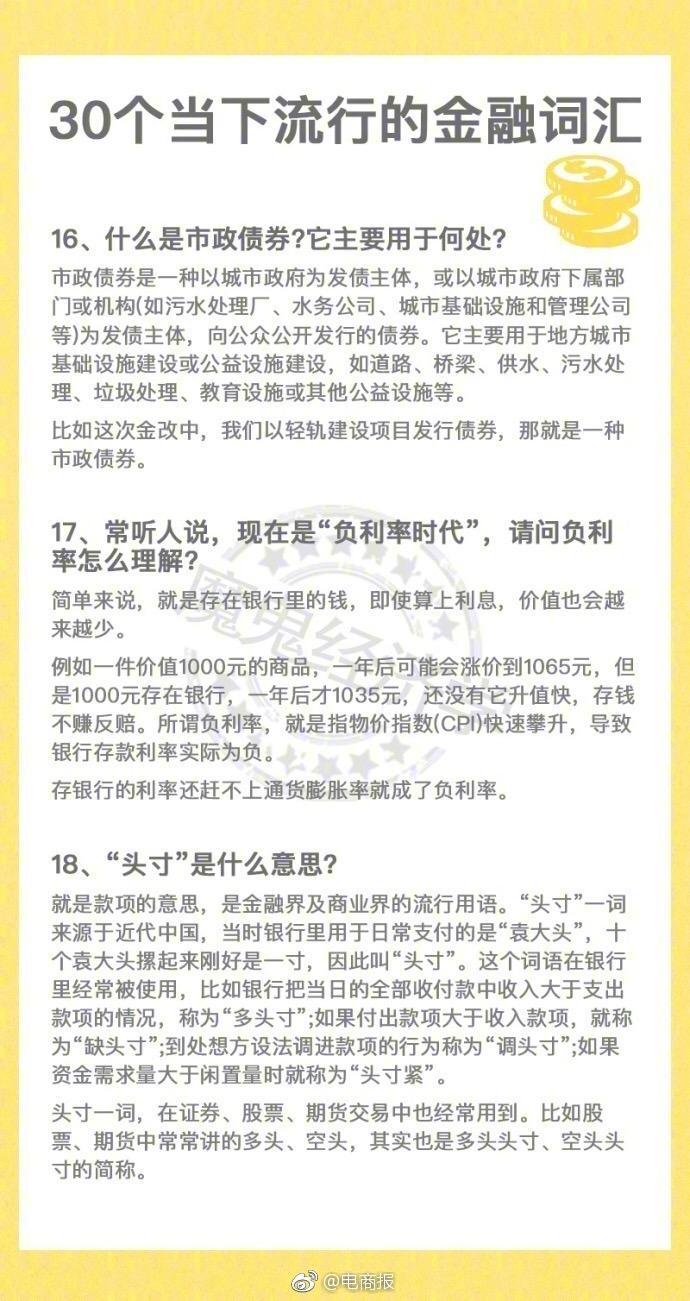 30个当下流行的金融词汇
16、什么是市政债券?它主要用于何处?
市政债券是一种以城市政府为发债主体，或以城市政府下属部
门或机构(如污水处理厂、水务公司、城市基础设施和管理公司
等)为发债主体，向公众公开发行的债券。它主要用于地方城市
基础设施建设或公益设施建设，如道路、桥梁、供水、污水处
理、垃圾处理、教育设施或其他公益设施等。
比如这次金改中，我们以轻轨建设项目发行债券，那就是一种
市政债券。
17、常听人说，现在是“负利率时代”，请问负利
率怎么理解?
简单来说，就是存在银行里的钱，即使算上利息，价值也会越
来越少。
例如一件价值1000元的商品，一年后可能会涨价到1065元，但
是1000元存在银行，一年后才1035元，还没有它升值快，存钱
不赚反赔。所谓负利率，就是指物价指数(CPI)快速攀升，导致
银行存款利率实际为负。
存银行的利率还赶不上通货膨胀率就成了负利率。
18、“头寸”是什么意思?
就是款项的意思，是金融界及商业界的流行用语。“头寸”一词
来源于近代中国，当时银行里用于日常支付的是“袁大头”，十
个袁大头摞起来刚好是一寸，因此叫“头寸”。这个词语在银行
里经常被使用，比如银行把当日的全部收付款中收入大于支出
款项的情况，称为“多头寸”;如果付出款项大于收入款项，就称
为“缺头寸”;到处想方设法调进款项的行为称为“调头寸”;如果
资金需求量大于闲置量时就称为“头寸紧”。
头寸一词，在证券、股票、期货交易中也经常用到。比如股
票、期货中常常讲的多头、空头，其实也是多头头寸、空头头
寸的简称。
魔鬼经济学
@电商报